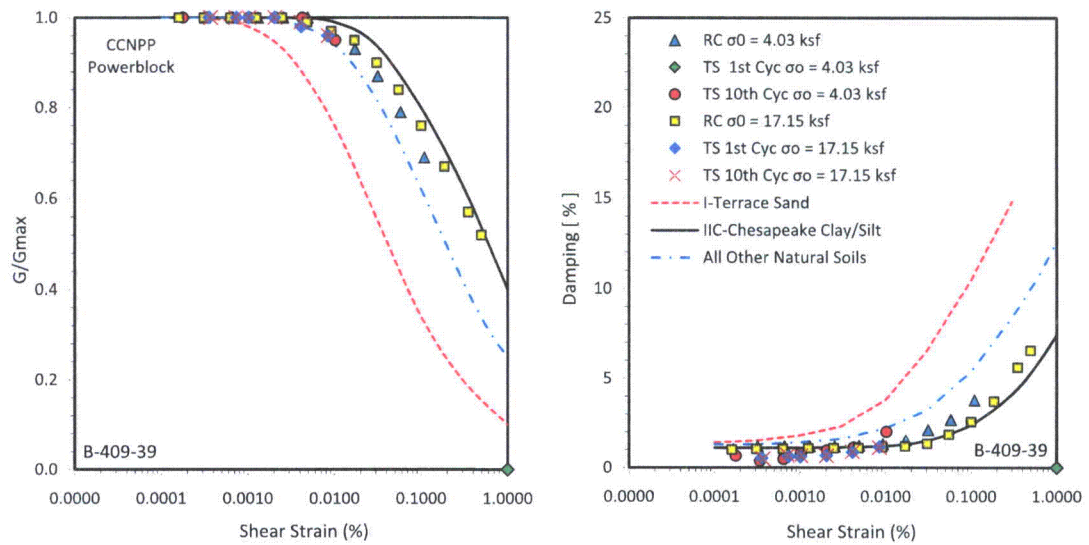 1.0
0.8
0.6
0.4
0.2
0.0
G/Gmax
CCNPP
Powerblock
B-409-39
0.0000 0.0001 0.0010 0.0100 0.1000 1.0000
Shear Strain (%)
25
20
15
10
5
0
Damping [ % ]
RC σ0 = 4.03 ksf
TS 1st Cyc σo = 4.03 ksf
TS 10th Cyc σo = 4.03 ksf
RC σ0 = 17.15 ksf
TS 1st Cyc σo = 17.15 ksf
TS 10th Cyc σo = 17.15 ksf
I-Terrace Sand
IIC-Chesapeake Clay/Silt
All Other Natural Soils
B-409-39
0.0000 0.0001 0.0010 0.0100 0.1000 1.0000
Shear Strain (%)